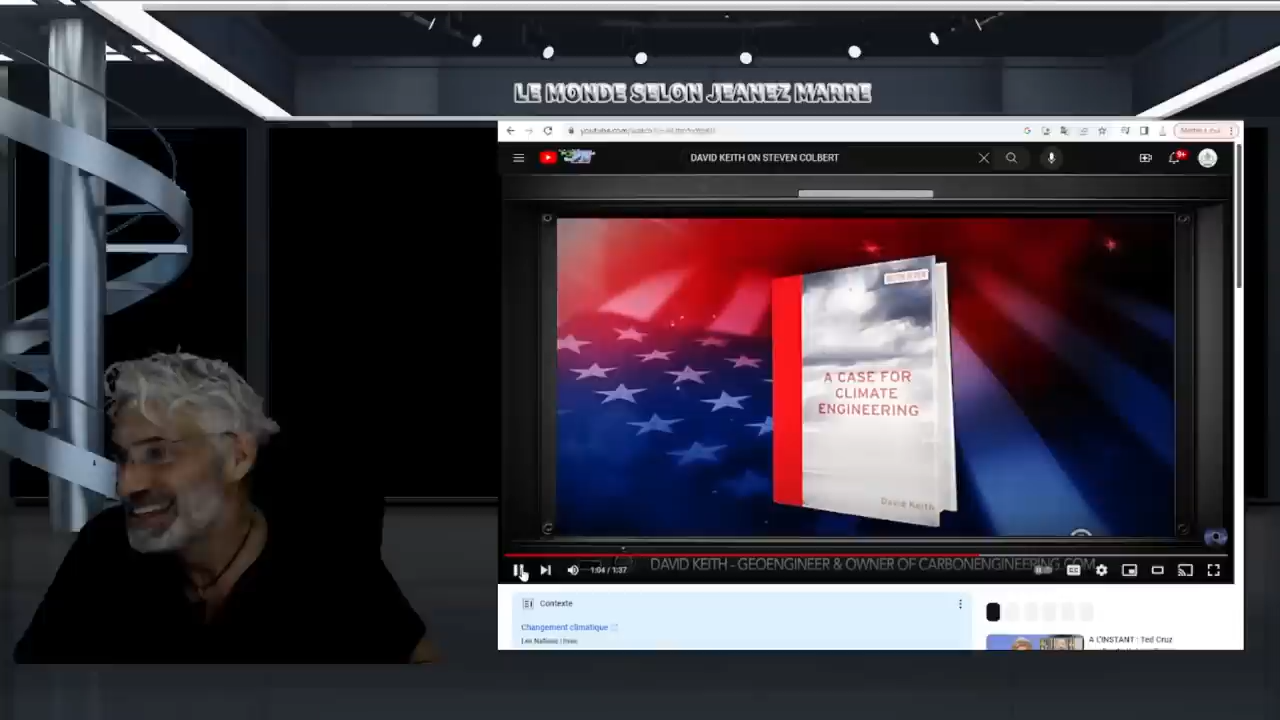 LE MONDE SELON JEANEZ MARRE
DAVID KEITH ON STEVEN COLBERT
9+
A CASE FOR
CLIMATE
ENGINEERING
David Keith
1:04 / 1:37
DAVID KEITH - GEOENGINEER & OWNER OF CARBONENGINEERING.COM
Contexte
Changement climatique
A L'INSTANT : Ted Cruz